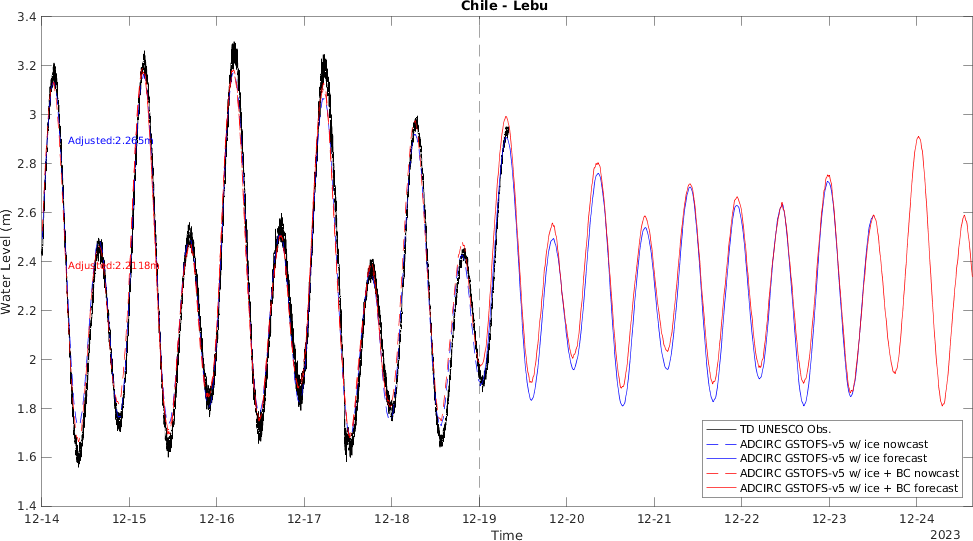 Chile - Lebu
3.4
3.2
3
2.8
2.6
2.4
2.2
2
1.8
1.6
1.4
Water Level (m)
Adjusted:2.265m
Adjusted:2.2118m
TD UNESCO Obs.
ADCIRC GSTOFS-v5 w/ ice nowcast
ADCIRC GSTOFS-v5 w/ ice forecast
ADCIRC GSTOFS-v5 w/ ice + BC nowcast
ADCIRC GSTOFS-v5 w/ ice + BC forecast
12-14 12-15 12-16 12-17 12-18 12-19 12-20 12-21 12-22 12-23 12-24
2023
Time